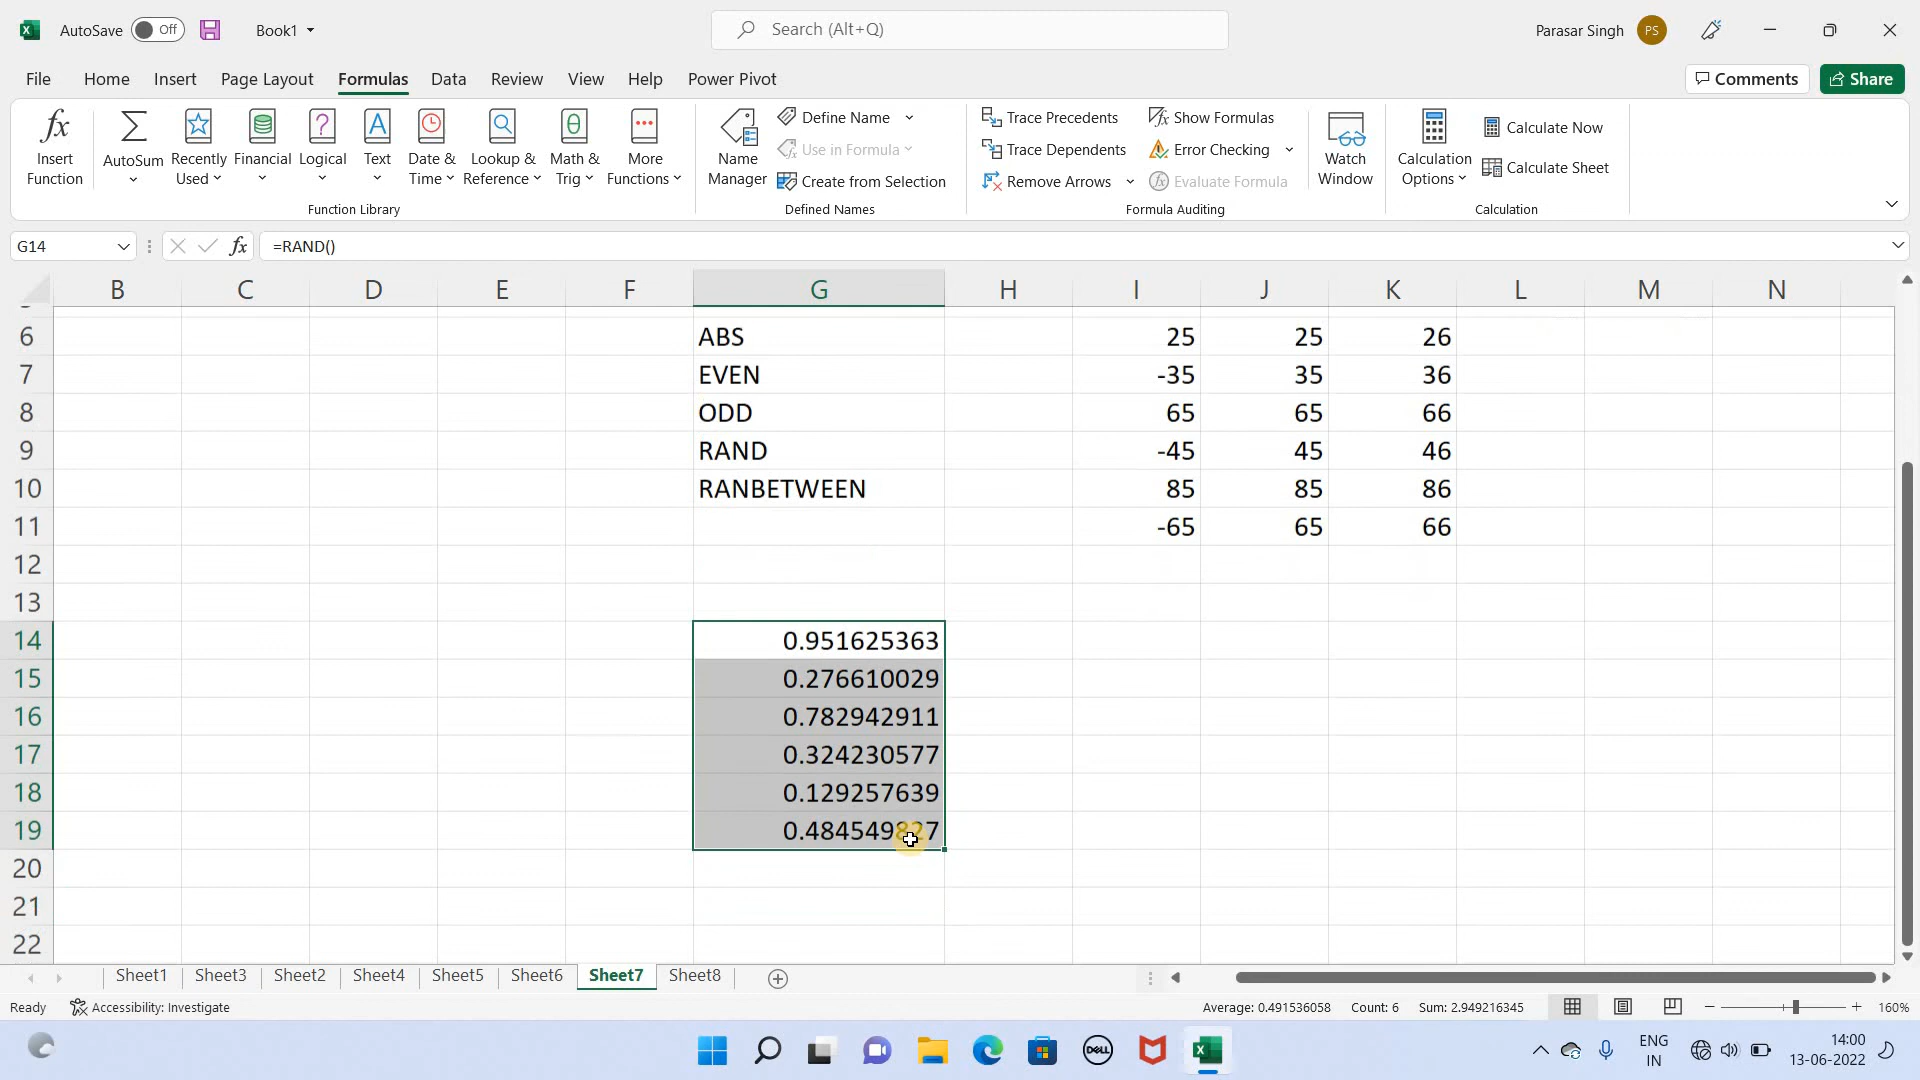 AutoSave Off Book1 Search (Alt+Q) Parasar Singh PS
File Home Insert Page Layout Formulas Data Review View Help Power Pivot Comments Share
Insert Function AutoSum Recently Used Financial Logical Text Date & Time Lookup & Reference Math & Trig More Functions
Function Library
Name Manager
Define Name
Use in Formula
Create from Selection
Defined Names
Trace Precedents Show Formulas
Trace Dependents Error Checking
Remove Arrows Evaluate Formula
Formula Auditing
Watch Window
Calculation Options
Calculate Now
Calculate Sheet
Calculation
G14 fx =RAND()
B C D E F G H I J K L M N
6 ABS 25 25 26
7 EVEN -35 35 36
8 ODD 65 65 66
9 RAND -45 45 46
10 RANBETWEEN 85 85 86
11 -65 65 66
12
13
14 0.951625363
15 0.276610029
16 0.782942911
17 0.324230577
18 0.129257639
19 0.484549827
20
21
22
Sheet1 Sheet3 Sheet2 Sheet4 Sheet5 Sheet6 Sheet7 Sheet8
Ready Accessibility: Investigate Average: 0.491536058 Count: 6 Sum: 2.949216345 160%
DELL ENG IN 14:00 13-06-2022